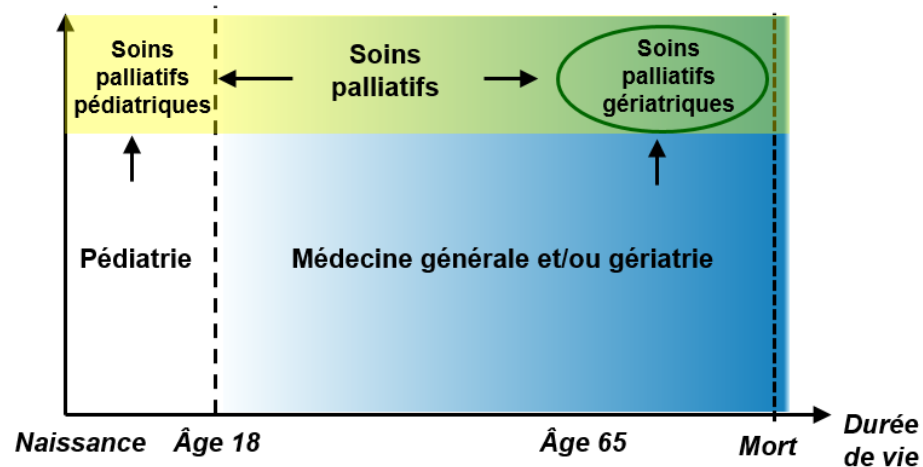 Soins
palliatifs
pédiatriques
Soins
palliatifs
Soins
palliatifs
gériatriques
Pédiatrie
Médecine générale et/ou gériatrie
Naissance
Âge 18
Âge 65
Mort
Durée
de vie